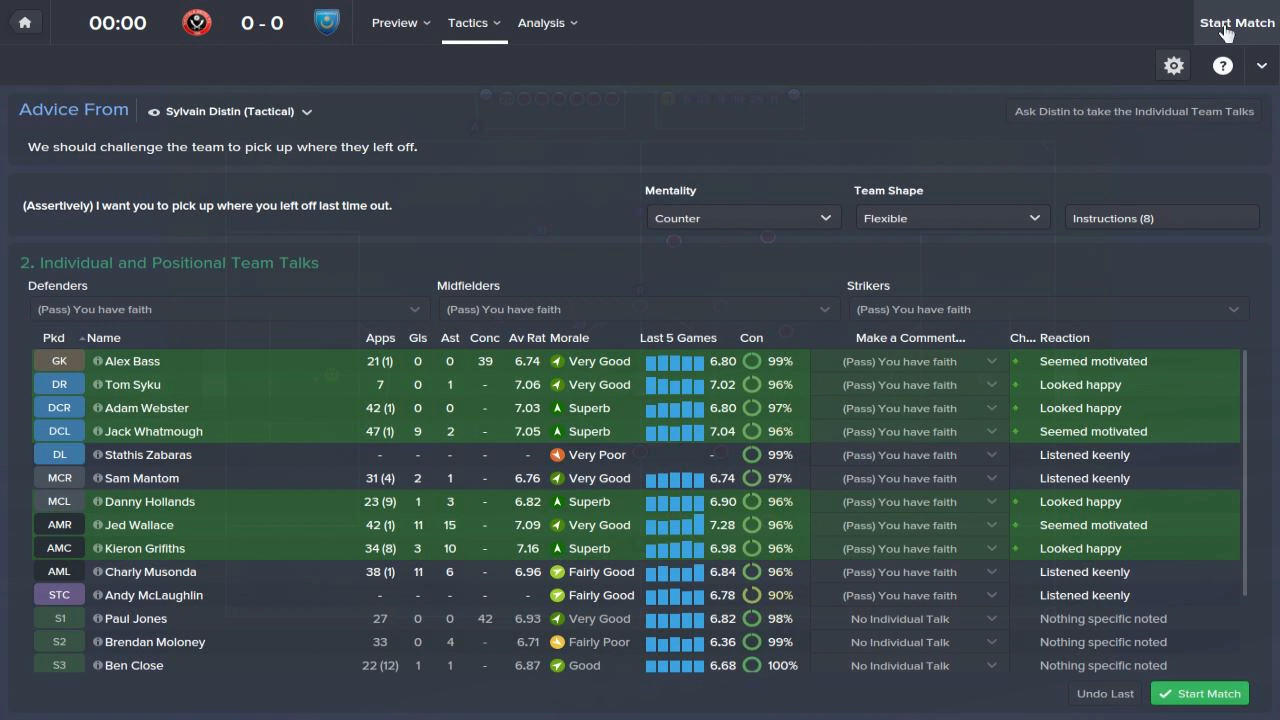 00:00 0 - 0 Preview Tactics Analysis Start Match
?
Advice From Sylvain Distin (Tactical) Ask Distin to take the Individual Team Talks
We should challenge the team to pick up where they left off.
Mentality Team Shape
(Assertively) I want you to pick up where you left off last time out.
Counter Flexible Instructions (8)
2. Individual and Positional Team Talks
Defenders Midfielders Strikers
(Pass) You have faith (Pass) You have faith (Pass) You have faith
Pkd Name Apps Gls Ast Conc Av Rat Morale Last 5 Games Con Make a Comment... Ch... Reaction
GK Alex Bass 21 (1) 0 0 39 6.74 Very Good 6.80 99% (Pass) You have faith Seemed motivated
DR Tom Syku 7 0 1 - 7.06 Very Good 7.02 96% (Pass) You have faith Looked happy
DCR Adam Webster 42 (1) 0 0 - 7.03 Superb 6.80 97% (Pass) You have faith Looked happy
DCL Jack Whatmough 47 (1) 9 2 - 7.05 Superb 7.04 96% (Pass) You have faith Seemed motivated
DL Stathis Zabaras - - - - - Very Poor - 99% (Pass) You have faith Listened keenly
MCR Sam Mantom 31 (4) 2 1 - 6.76 Very Good 6.74 97% (Pass) You have faith Listened keenly
MCL Danny Hollands 23 (9) 1 3 - 6.82 Superb 6.90 96% (Pass) You have faith Looked happy
AMR Jed Wallace 42 (1) 11 15 - 7.09 Very Good 7.28 96% (Pass) You have faith Seemed motivated
AMC Kieron Grifiths 34 (8) 3 10 - 7.16 Superb 6.98 96% (Pass) You have faith Looked happy
AML Charly Musonda 38 (1) 11 6 - 6.96 Fairly Good 6.84 96% (Pass) You have faith Listened keenly
STC Andy McLaughlin - - - - - Fairly Good 6.78 90% (Pass) You have faith Listened keenly
S1 Paul Jones 27 0 0 42 6.93 Very Good 6.82 98% No Individual Talk Nothing specific noted
S2 Brendan Moloney 33 0 4 - 6.71 Fairly Poor 6.36 99% No Individual Talk Nothing specific noted
S3 Ben Close 22 (12) 1 1 - 6.87 Good 6.68 100% No Individual Talk Nothing specific noted
Undo Last Start Match